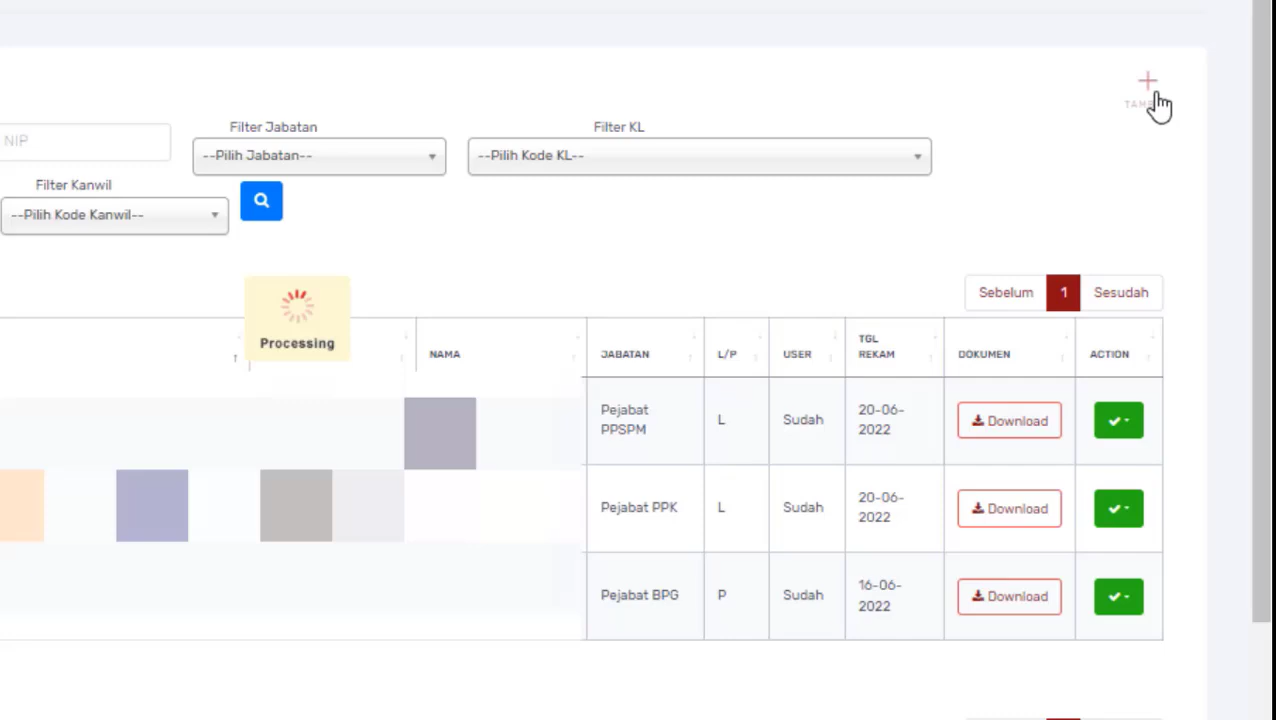 NIP
Filter Jabatan
--Pilih Jabatan--
Filter KL
--Pilih Kode KL--
Filter Kanwil
--Pilih Kode Kanwil--
Processing
Sebelum 1 Sesudah
NAMA
JABATAN
L/P
USER
TGL
REKAM
DOKUMEN
ACTION
Pejabat
PPSPM
L
Sudah
20-06-
2022
Download
Pejabat PPK
L
Sudah
20-06-
2022
Download
Pejabat BPG
P
Sudah
16-06-
2022
Download